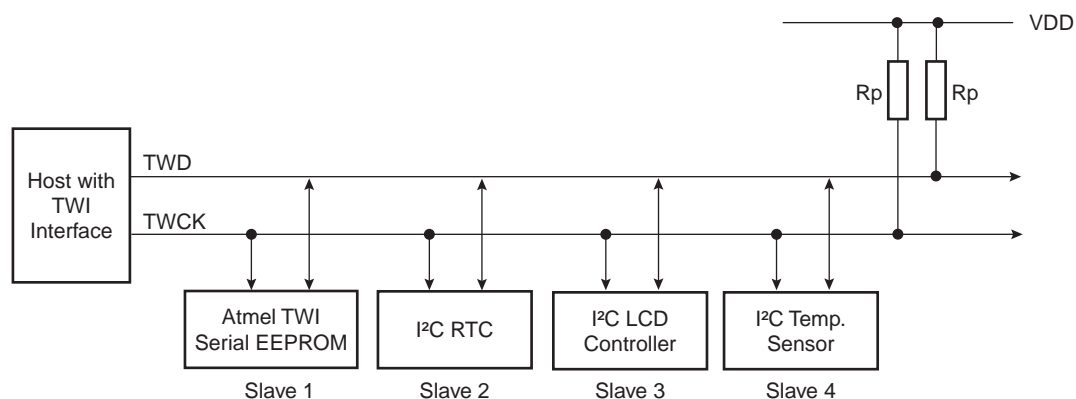 VDD
Rp
Rp
Host with
TWI
Interface
TWD
TWCK
Atmel TWI
Serial EEPROM
I²C RTC
I²C LCD
Controller
I²C Temp.
Sensor
Slave 1
Slave 2
Slave 3
Slave 4